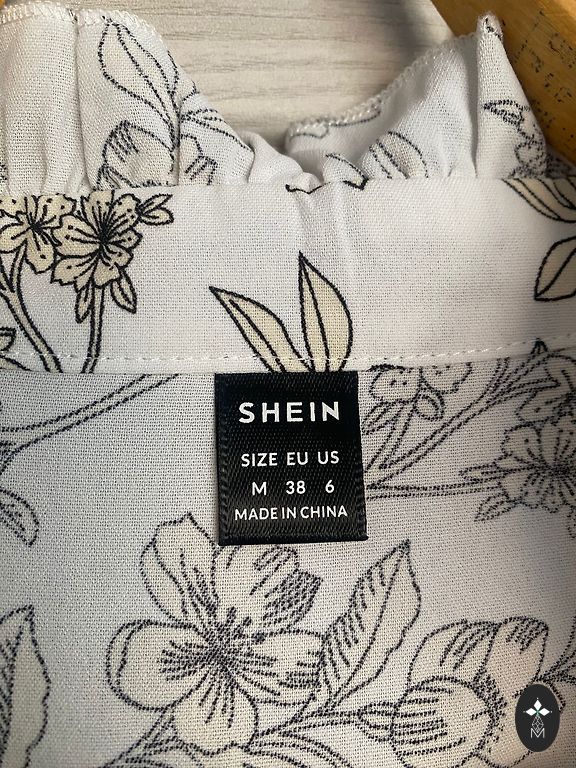 SHEIN
SIZE EU US
M 38 6
MADE IN CHINA